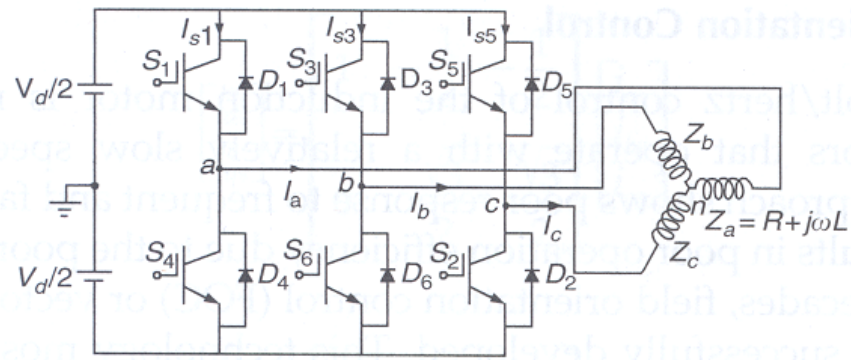 I_s1 I_s3 I_s5
S_1 S_3 S_5
V_d/2 D_1 D_3 D_5
Z_b
a
I_a b I_b c I_c n Z_a = R+jωL
Z_c
S_4 S_6 S_2
V_d/2 D_4 D_6 D_2